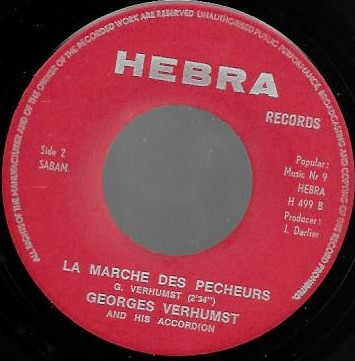 ALL RIGHTS OF THE MANUFACTURER AND OF THE OWNER OF THE RECORDED WORK ARE RESERVED UNAUTHORISED PUBLIC PERFORMANCE, BROADCASTING AND COPYING OF THE RECORD PROHIBITED.
HEBRA
RECORDS
Side 2
SABAM
Popular:
Music Nr 9
HEBRA
H 499 B
Producer:
J. Darlier
LA MARCHE DES PECHEURS
G. VERHUMST (2'34")
GEORGES VERHUMST
AND HIS ACCORDION